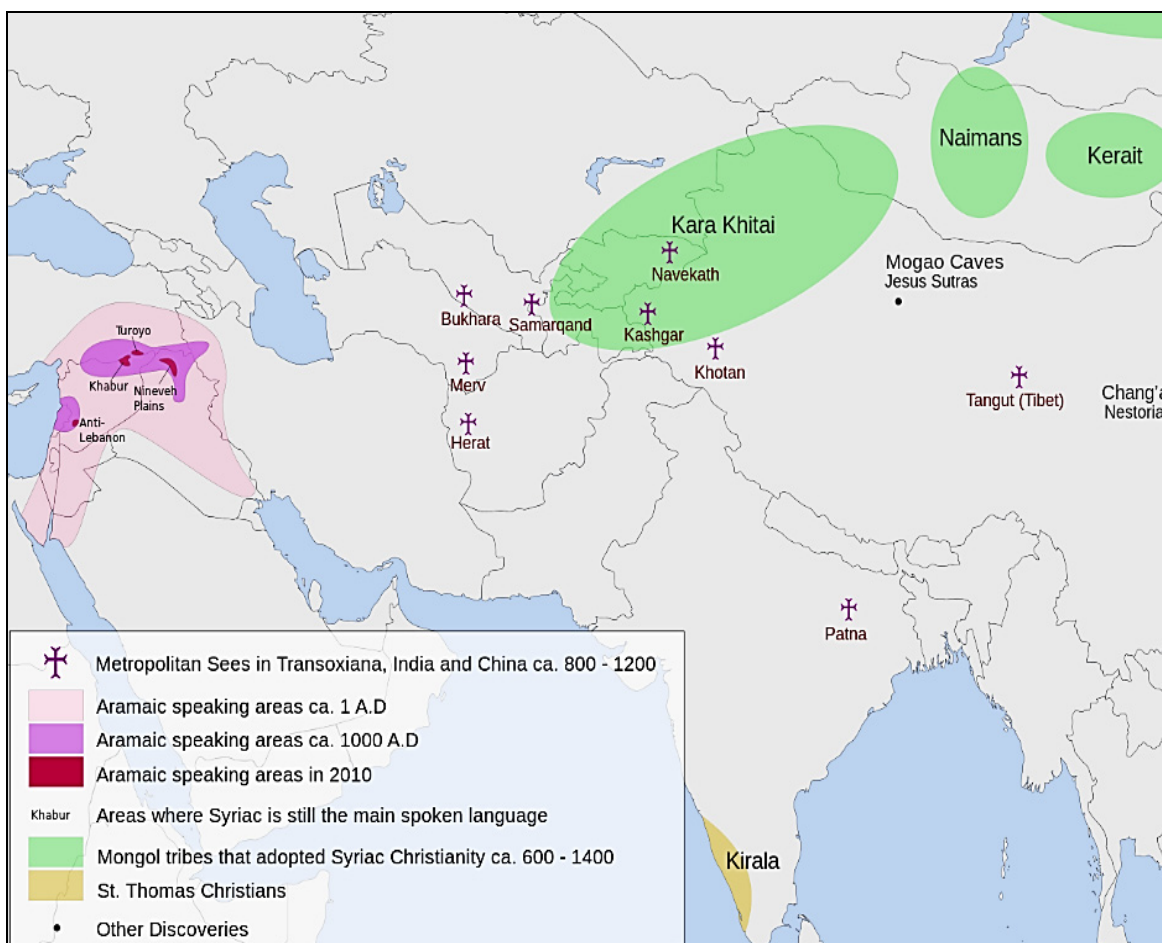 Naimans
Kerait
Kara Khitai
Navekath
Mogao Caves
Jesus Sutras
Bukhara
Samarqand
Kashgar
Khotan
Merv
Tangut (Tibet)
Chang'a
Nestoria
Herat
Turoyo
Khabur
Nineveh
Plains
Anti-
Lebanon
Patna
Kirala
Metropolitan Sees in Transoxiana, India and China ca. 800 - 1200
Aramaic speaking areas ca. 1 A.D
Aramaic speaking areas ca. 1000 A.D
Aramaic speaking areas in 2010
Khabur Areas where Syriac is still the main spoken language
Mongol tribes that adopted Syriac Christianity ca. 600 - 1400
St. Thomas Christians
Other Discoveries